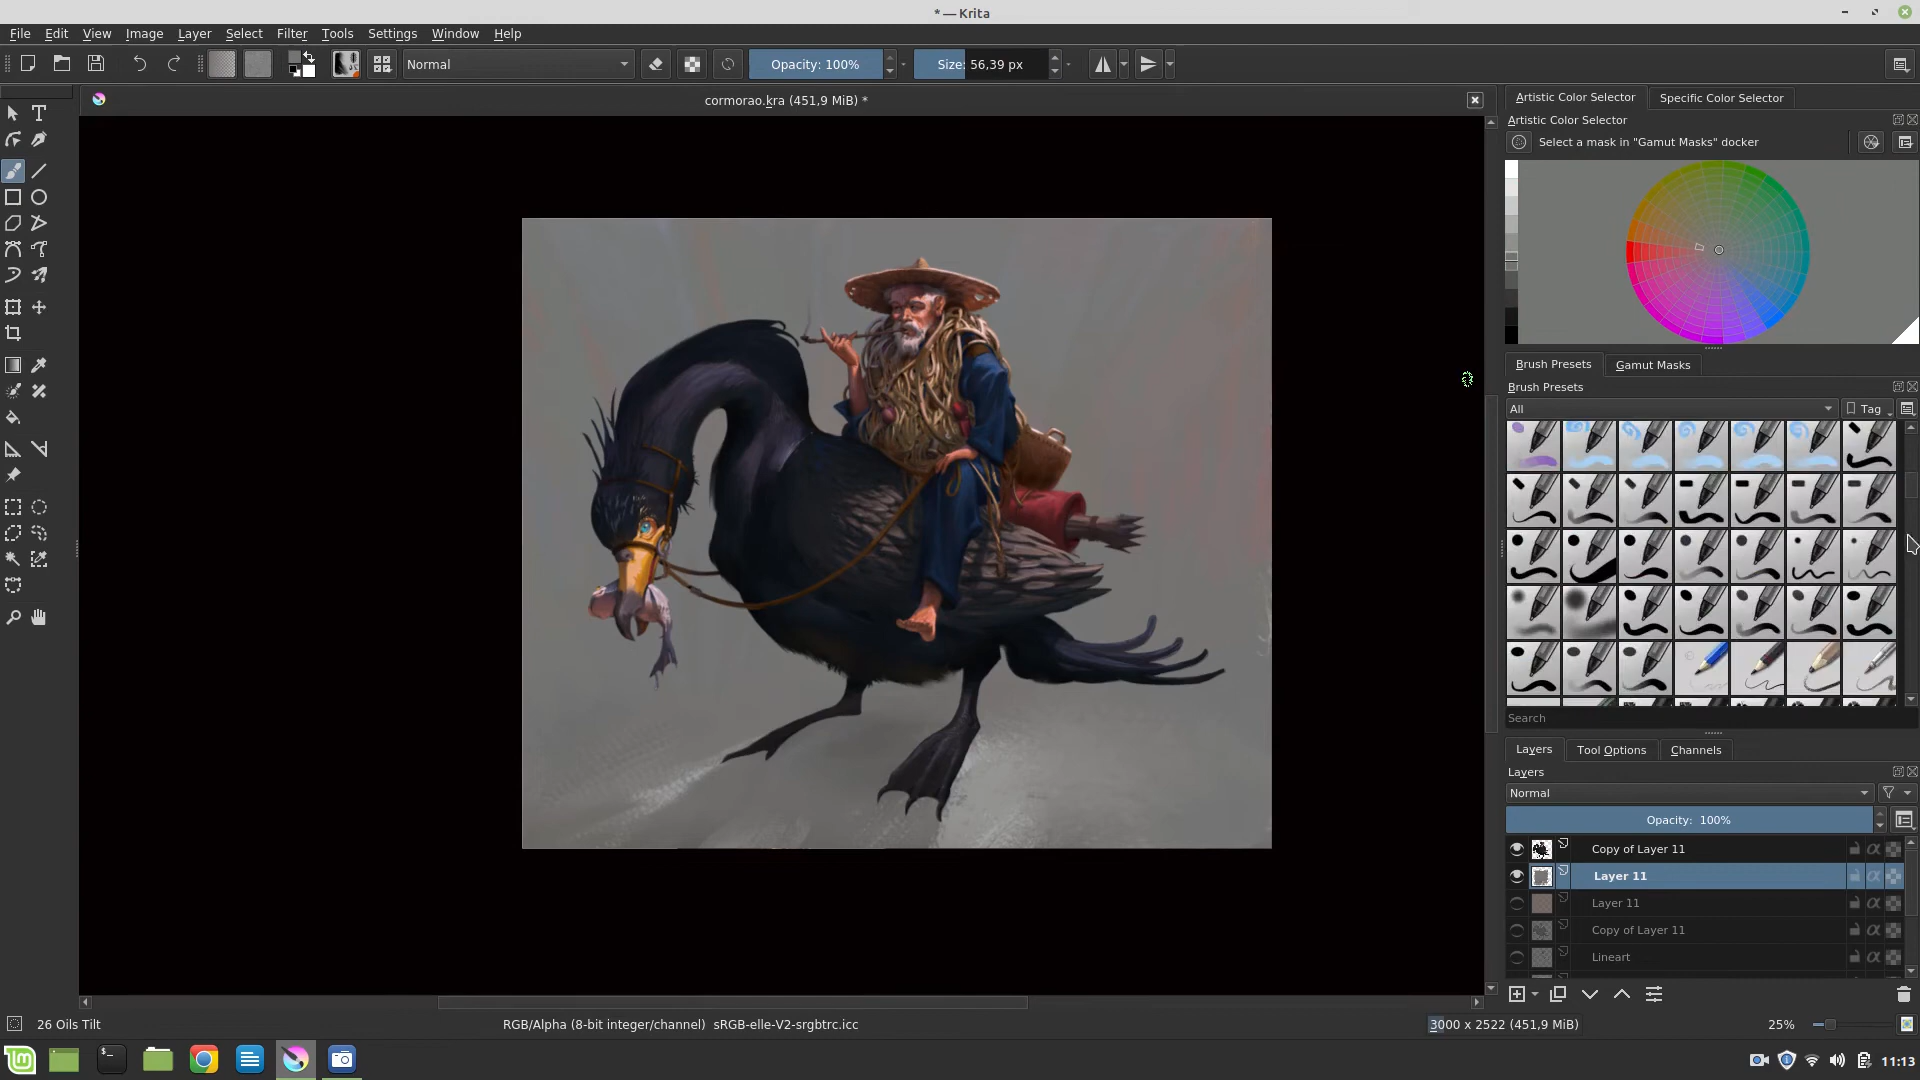 * — Krita
File Edit View Image Layer Select Filter Tools Settings Window Help
Normal Opacity: 100% Size: 56,39 px
cormorao.kra (451,9 MiB) *
Artistic Color Selector Specific Color Selector
Artistic Color Selector
Select a mask in "Gamut Masks" docker
Brush Presets Gamut Masks
Brush Presets
All Tag
Search
Layers Tool Options Channels
Layers
Normal
Opacity: 100%
Copy of Layer 11
Layer 11
Layer 11
Copy of Layer 11
Lineart
26 Oils Tilt RGB/Alpha (8-bit integer/channel) sRGB-elle-V2-srgbtrc.icc 3000 x 2522 (451,9 MiB) 25%
11:13